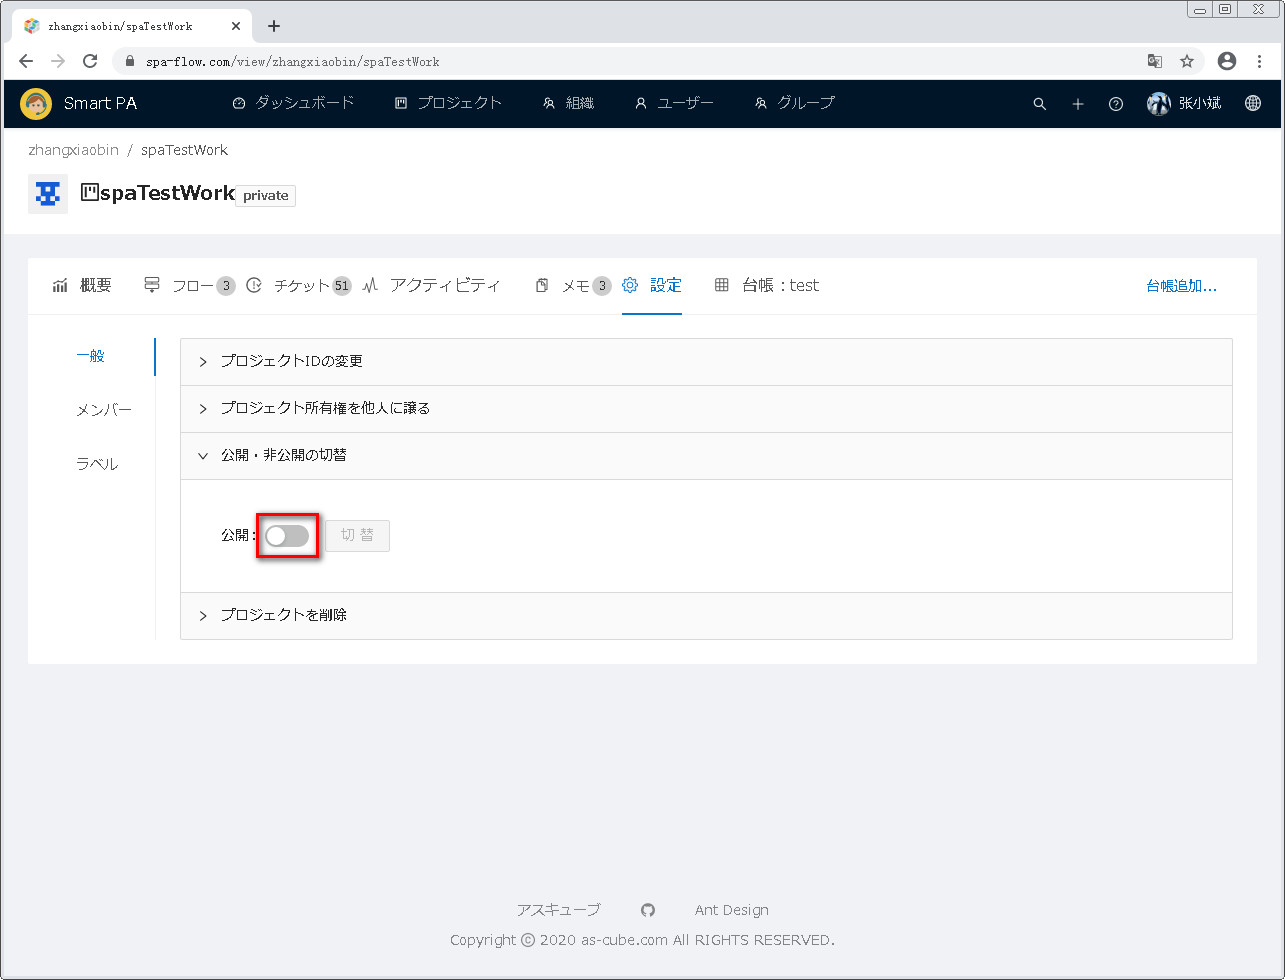 zhangxiaobin/spaTestWork
spa-flow.com/view/zhangxiaobin/spaTestWork
Smart PA ダッシュボード プロジェクト 組織 ユーザー グループ 张小斌
zhangxiaobin / spaTestWork
spaTestWork private
概要 フロー 3 チケット 51 アクティビティ メモ 3 設定 台帳：test 台帳追加...
一般
メンバー
ラベル
プロジェクトIDの変更
プロジェクト所有権を他人に譲る
公開・非公開の切替
公開: 切 替
プロジェクトを削除
アスキューブ Ant Design
Copyright © 2020 as-cube.com All RIGHTS RESERVED.